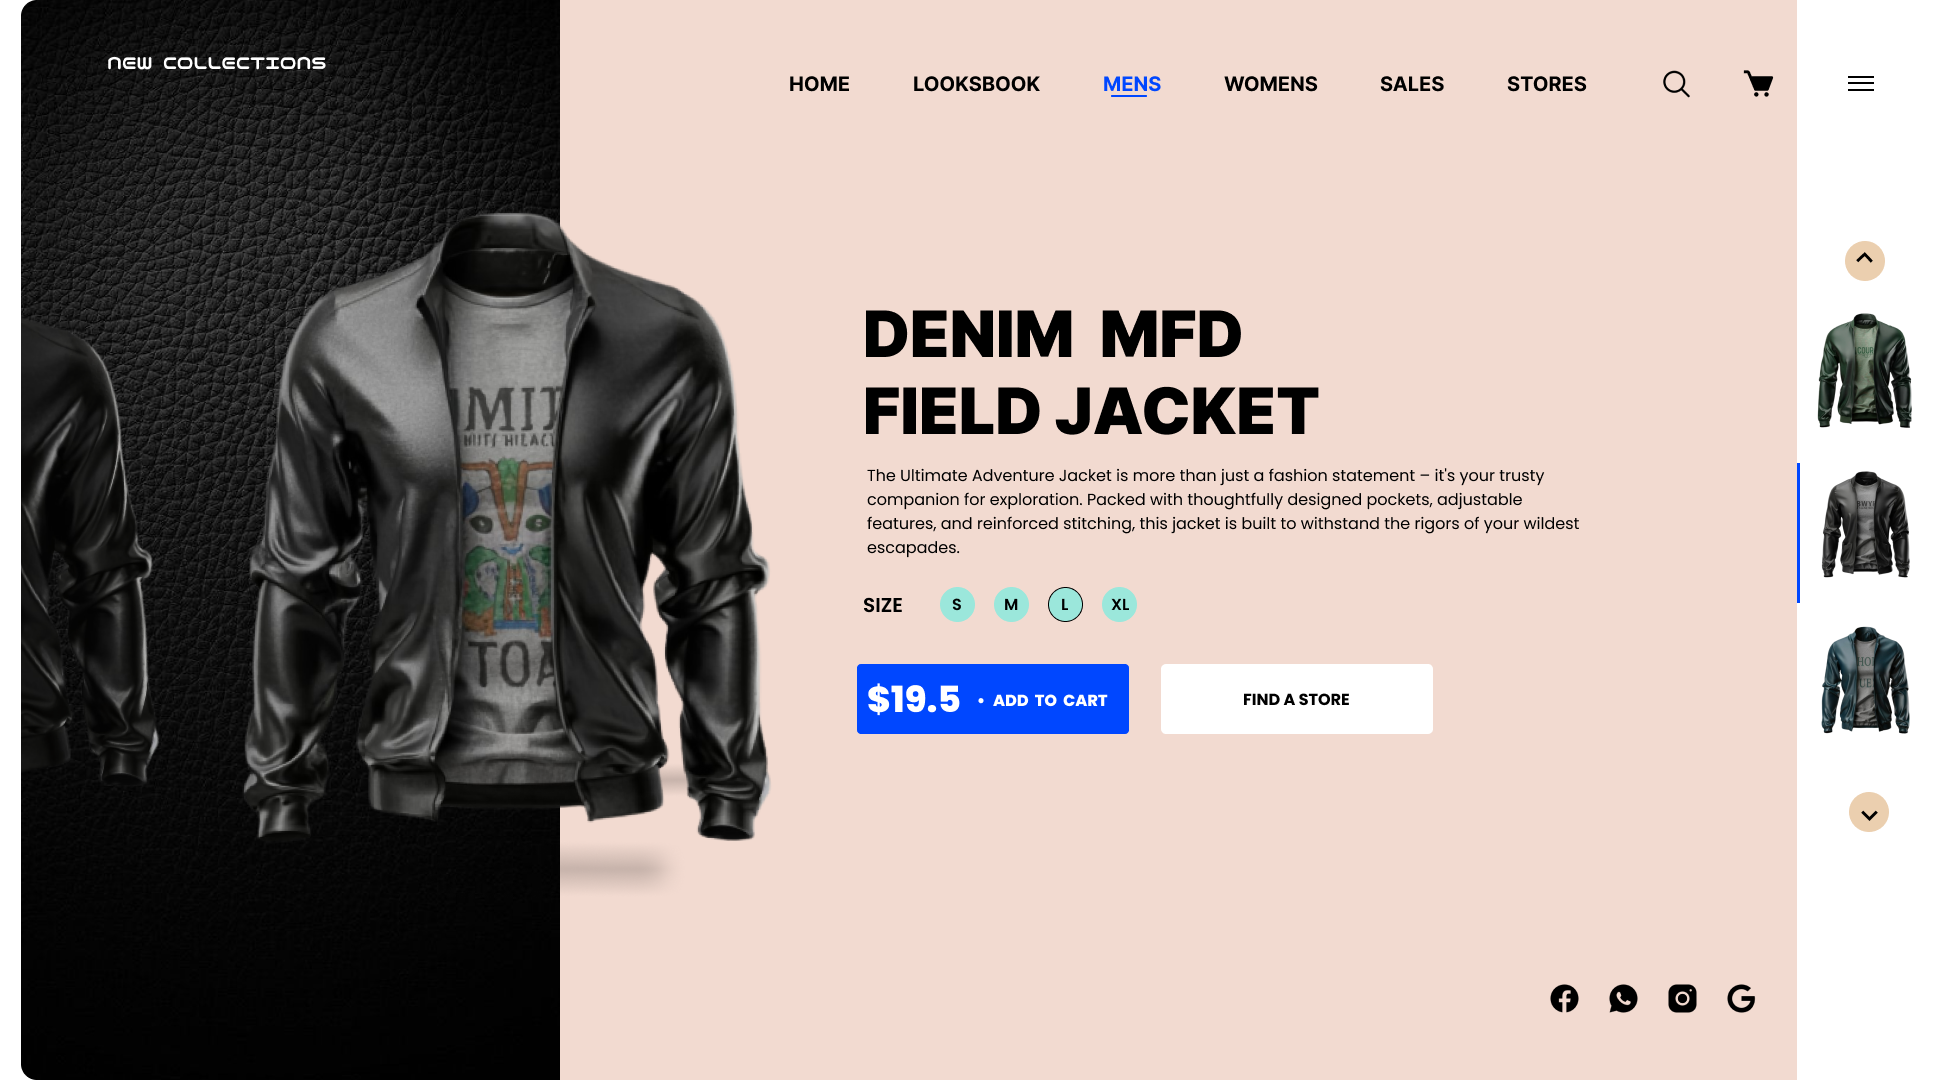 NEW COLLECTIONS
HOME LOOKSBOOK MENS WOMENS SALES STORES
DENIM MFD
FIELD JACKET
The Ultimate Adventure Jacket is more than just a fashion statement – it's your trusty
companion for exploration. Packed with thoughtfully designed pockets, adjustable
features, and reinforced stitching, this jacket is built to withstand the rigors of your wildest
escapades.
SIZE S M L XL
$19.5 • ADD TO CART
FIND A STORE